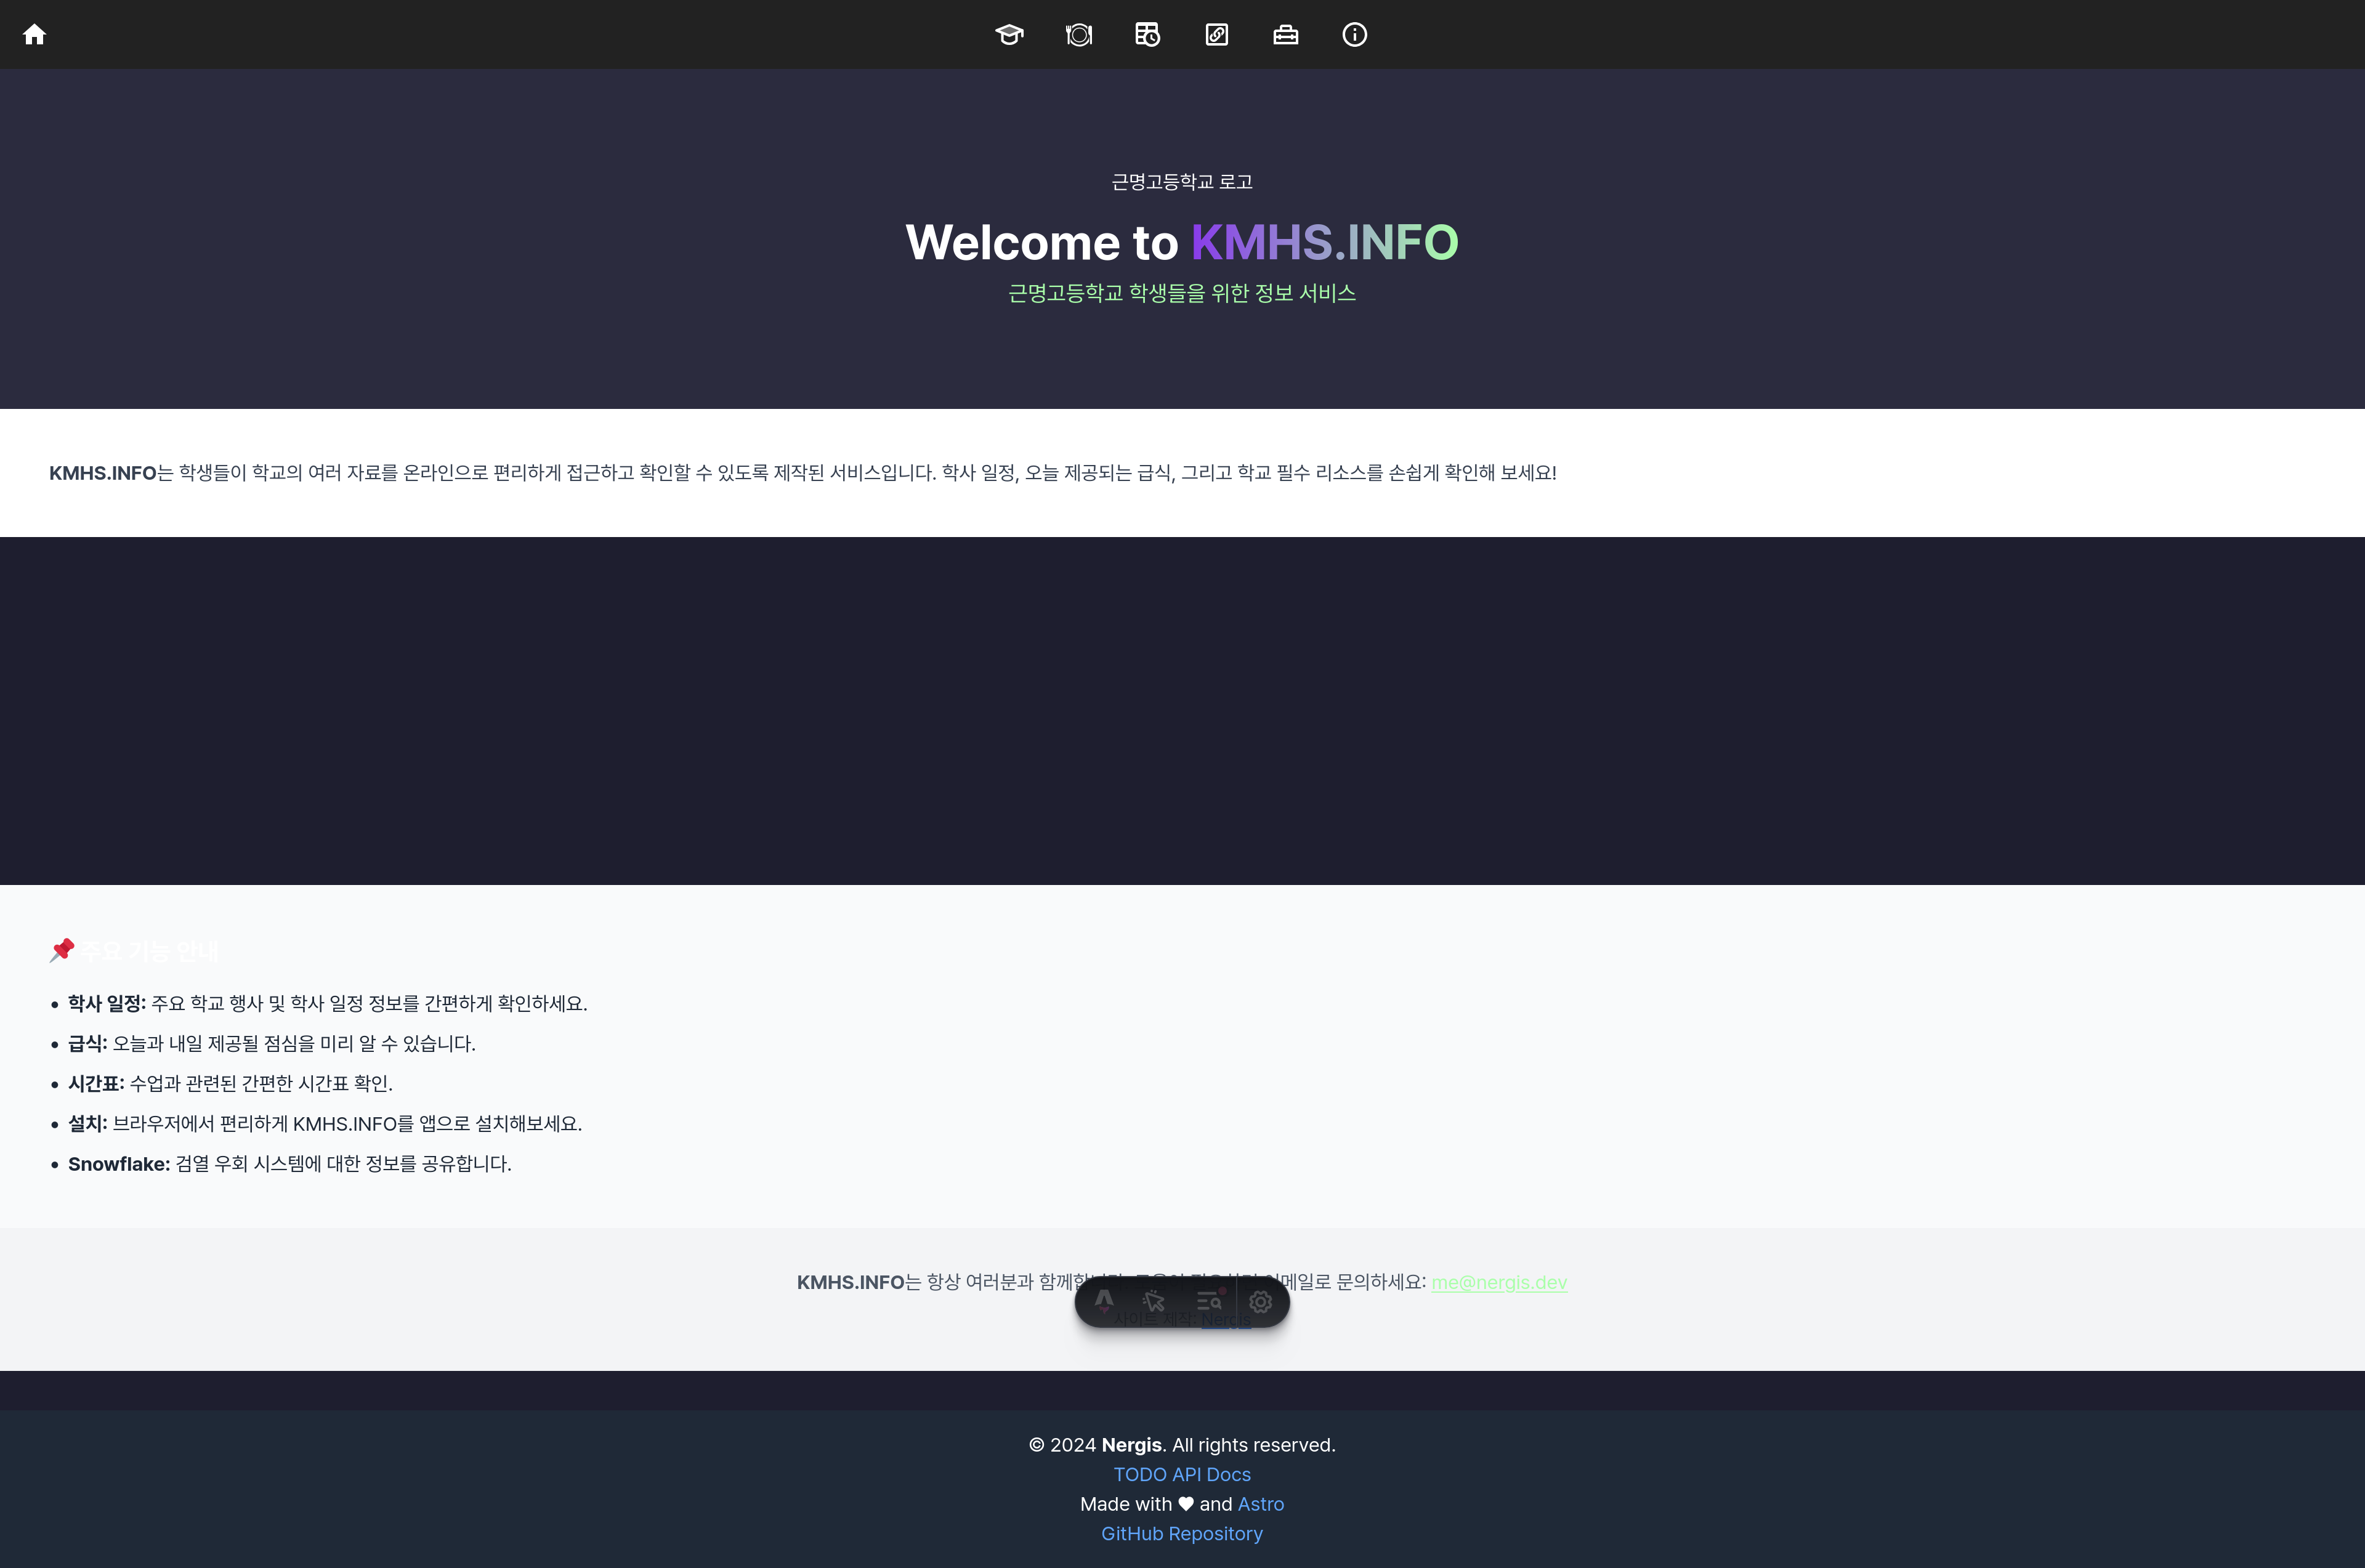 근명고등학교 로고
Welcome to KMHS.INFO
근명고등학교 학생들을 위한 정보 서비스
KMHS.INFO는 학생들이 학교의 여러 자료를 온라인으로 편리하게 접근하고 확인할 수 있도록 제작된 서비스입니다. 학사 일정, 오늘 제공되는 급식, 그리고 학교 필수 리소스를 손쉽게 확인해 보세요!
📌 주요 기능 안내
• 학사 일정: 주요 학교 행사 및 학사 일정 정보를 간편하게 확인하세요.
• 급식: 오늘과 내일 제공될 점심을 미리 알 수 있습니다.
• 시간표: 수업과 관련된 간편한 시간표 확인.
• 설치: 브라우저에서 편리하게 KMHS.INFO를 앱으로 설치해보세요.
• Snowflake: 검열 우회 시스템에 대한 정보를 공유합니다.
KMHS.INFO는 항상 여러분과 함께합니다. 이메일로 문의하세요: me@nergis.dev
사이트 제작: Nergis
© 2024 Nergis. All rights reserved.
TODO API Docs
Made with ♥ and Astro
GitHub Repository